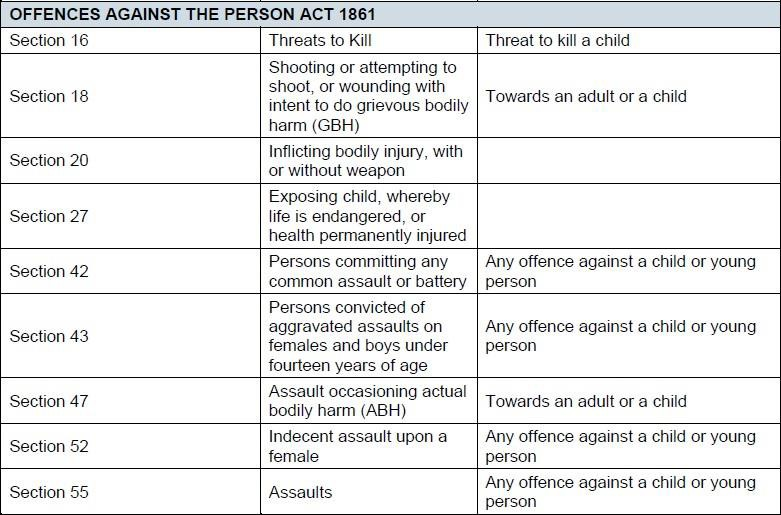 OFFENCES AGAINST THE PERSON ACT 1861
Section 16
Threats to Kill
Threat to kill a child
Section 18
Shooting or attempting to
shoot, or wounding with
intent to do grievous bodily
harm (GBH)
Towards an adult or a child
Section 20
Inflicting bodily injury, with
or without weapon
Section 27
Exposing child, whereby
life is endangered, or
health permanently injured
Section 42
Persons committing any
common assault or battery
Any offence against a child or young
person
Section 43
Persons convicted of
aggravated assaults on
females and boys under
fourteen years of age
Any offence against a child or young
person
Section 47
Assault occasioning actual
bodily harm (ABH)
Towards an adult or a child
Section 52
Indecent assault upon a
female
Any offence against a child or young
person
Section 55
Assaults
Any offence against a child or young
person